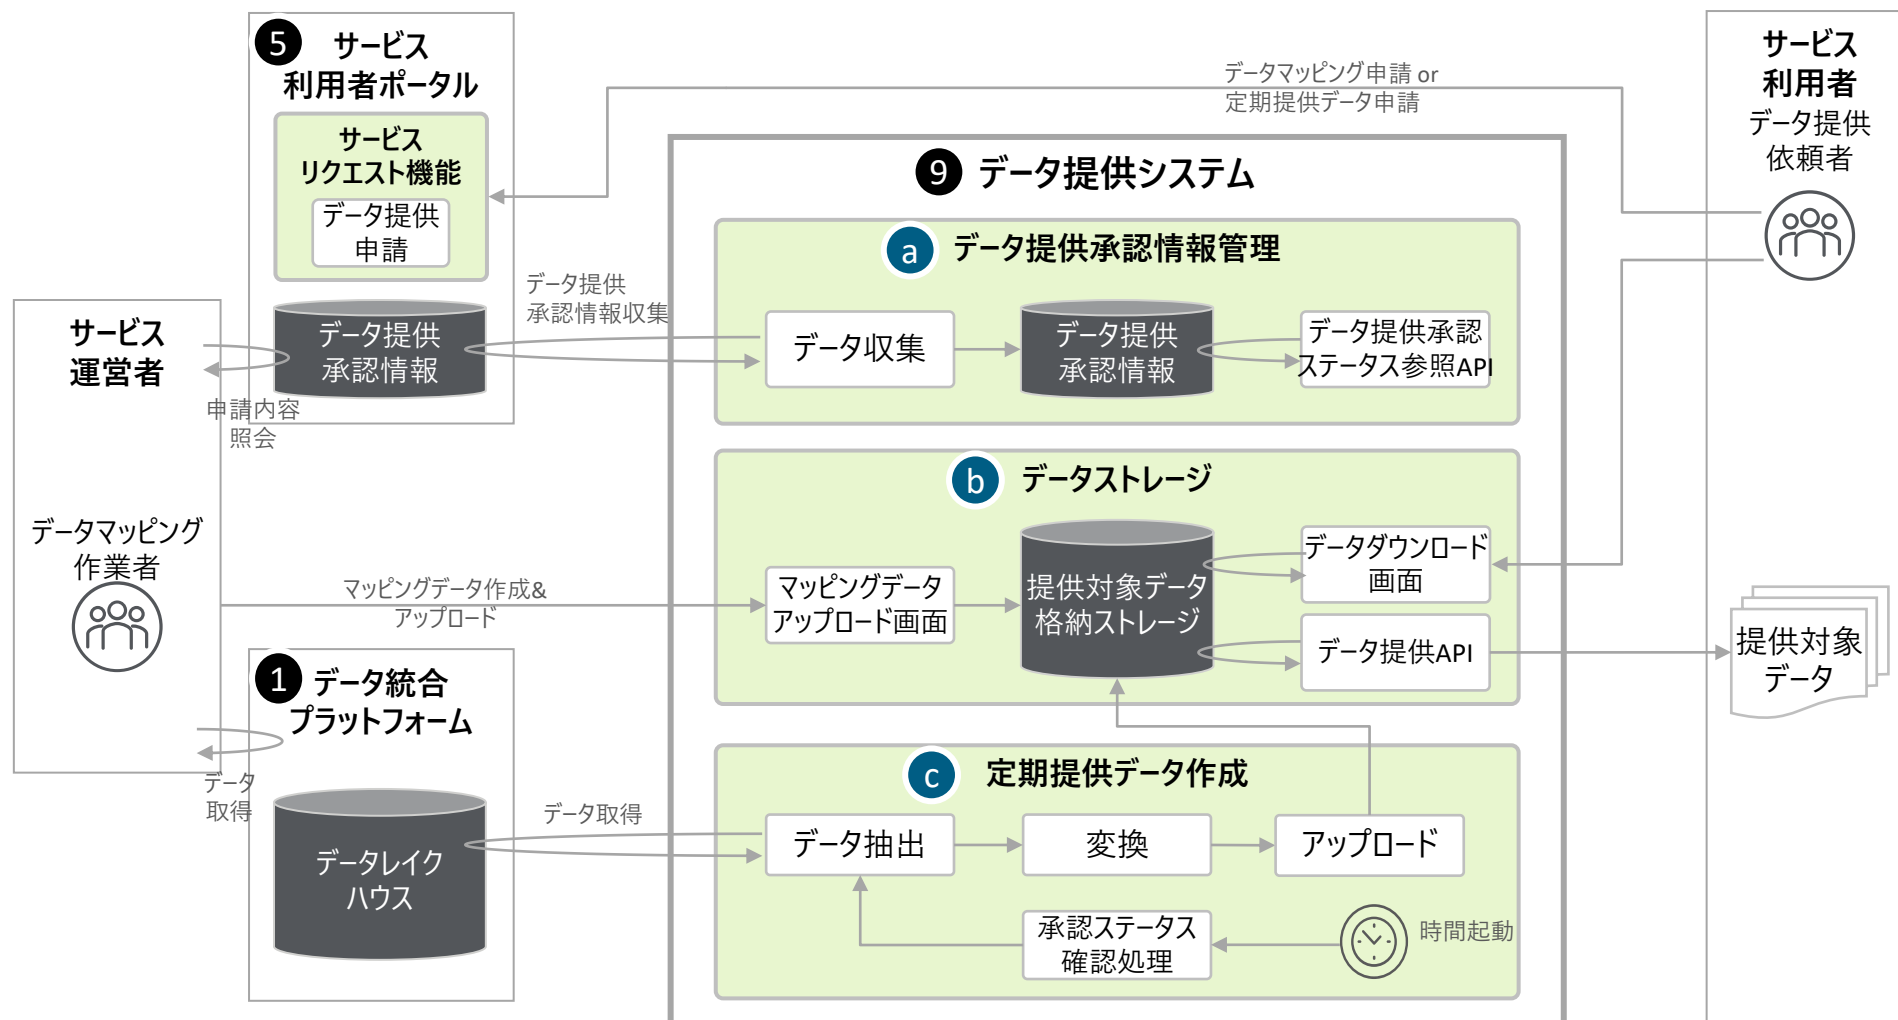 5
サービス
利用者ポータル
サービス
リクエスト機能
データ提供
申請
データ提供
承認情報
サービス
運営者
申請内容
照会
データマッピング
作業者
マッピングデータ作成&
アップロード
1
データ統合
プラットフォーム
データ
取得
データレイク
ハウス
データ取得
データ提供
承認情報収集
データマッピング申請 or
定期提供データ申請
9 データ提供システム
a データ提供承認情報管理
データ収集
データ提供
承認情報
データ提供承認
ステータス参照API
b データストレージ
マッピングデータ
アップロード画面
提供対象データ
格納ストレージ
データダウンロード
画面
データ提供API
c 定期提供データ作成
データ抽出
変換
アップロード
承認ステータス
確認処理
時間起動
サービス
利用者
データ提供
依頼者
提供対象
データ